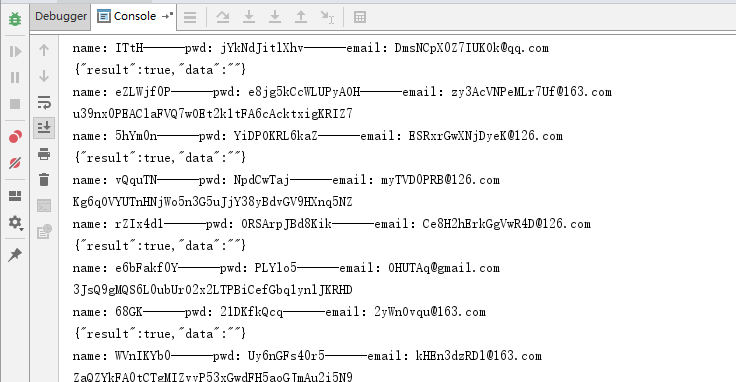 Debugger Console
name: ITtH——————pwd: jYkNdJitlXhv——————email: DmsNCpX0Z7IUK0k@qq.com
{"result":true,"data":""}
name: eZLWjf0P——————pwd: e8jg5kCcWLUPyA0H——————email: zy3AcVNPeMLr7Uf@163.com
u39nx0PEAClaFVQ7w0Et2kltFA6cAcktxigKRIZ7
name: 5hYm0n——————pwd: YiDP0KRL6kaZ——————email: ESRxrGwXNjDyeK@126.com
{"result":true,"data":""}
name: vQquTN——————pwd: NpdCwTaj——————email: myTVD0PRB@126.com
Kg6q0VYUTnHNjWo5n3G5uJjY38yBdvGV9HXnq5NZ
name: rZIx4dl——————pwd: 0RSArpJBd8Kik——————email: Ce8H2hErkGgVwR4D@126.com
{"result":true,"data":""}
name: e6bFakf0Y——————pwd: PLYlo5——————email: 0HUTAq@gmail.com
3JsQ9gMQS6L0ubUr02x2LTPBiCefGbqlynlJKRHD
name: 68GK——————pwd: 21DKfkQcq——————email: 2yWn0vqu@163.com
{"result":true,"data":""}
name: WVnIKYb0——————pwd: Uy6nGFs40r5——————email: kHEn3dzRDl@163.com
ZaQZYkFA0tCTgMIZyyP53xGwdFH5aoGJmAu2i5N9